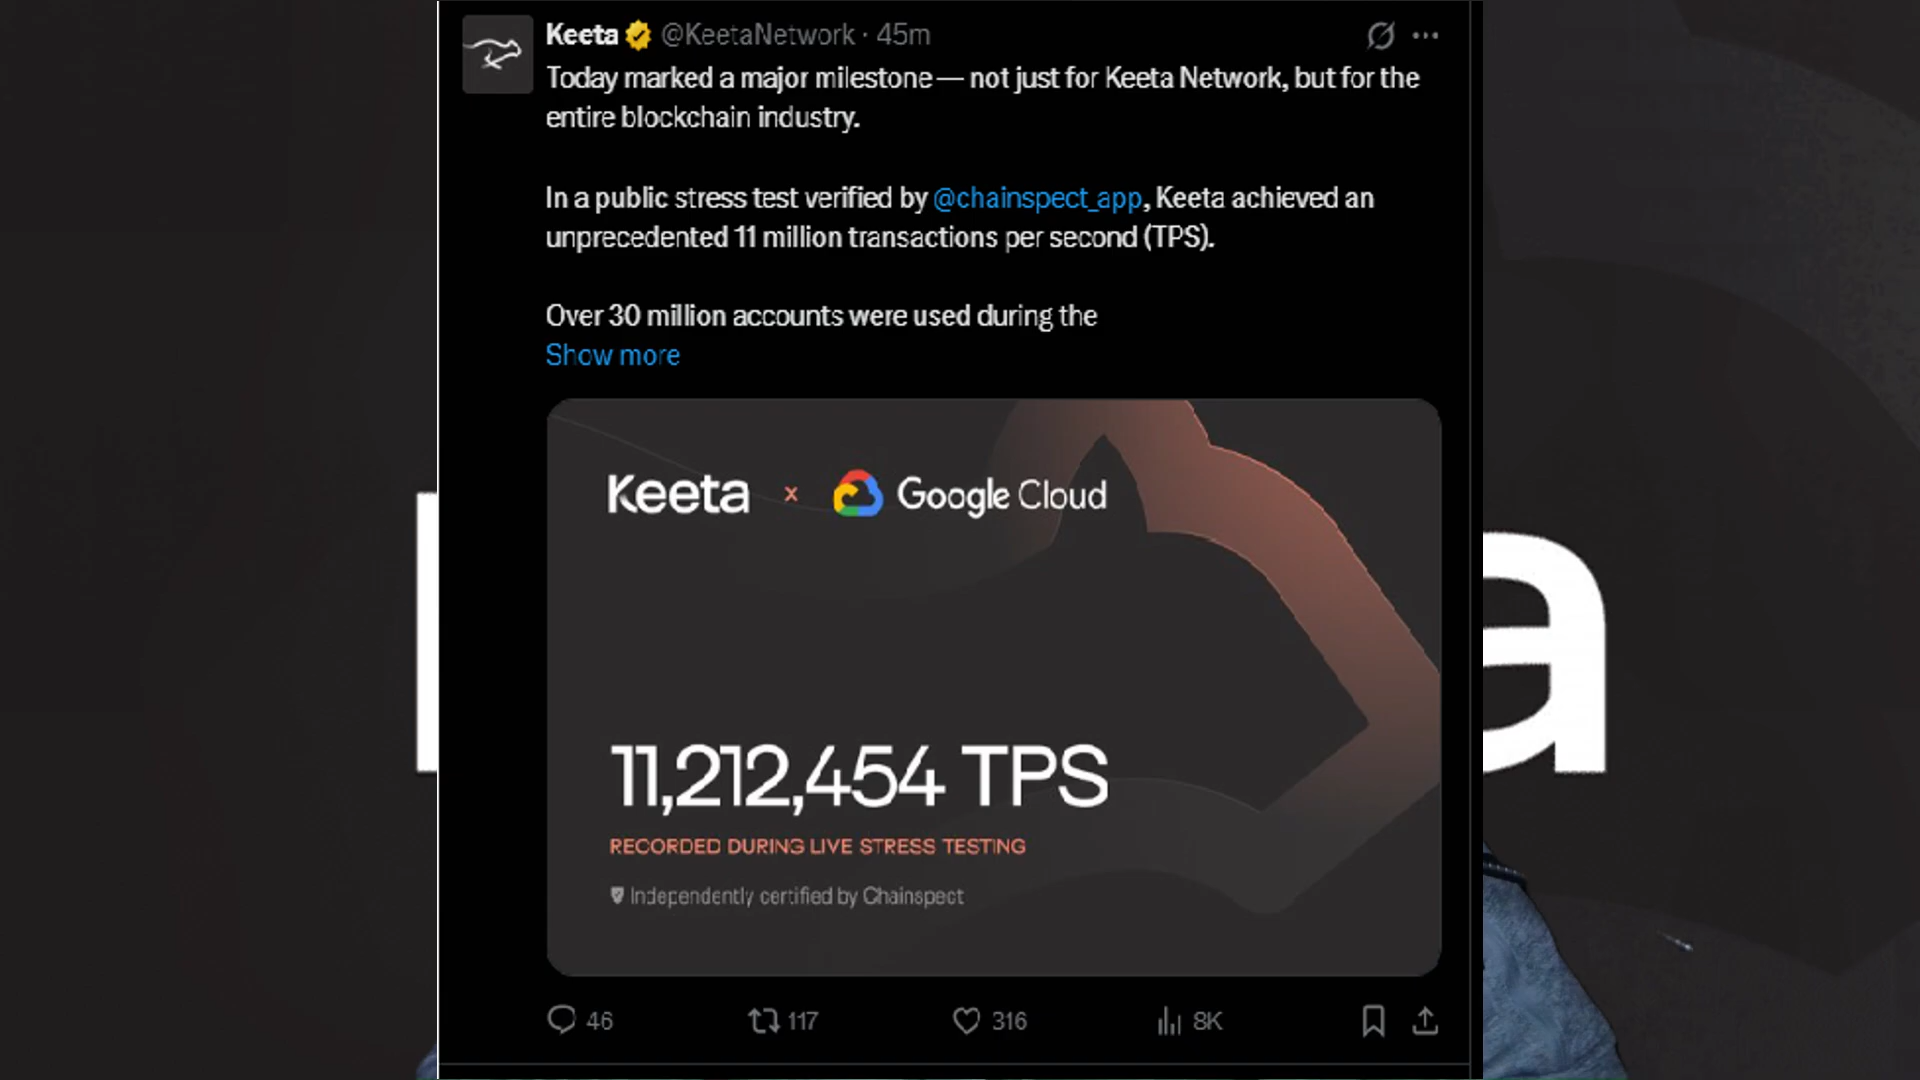 Keeta @KeetaNetwork · 45m
Today marked a major milestone — not just for Keeta Network, but for the
entire blockchain industry.
In a public stress test verified by @chainspect_app, Keeta achieved an
unprecedented 11 million transactions per second (TPS).
Over 30 million accounts were used during the
Show more
Keeta x Google Cloud
11,212,454 TPS
RECORDED DURING LIVE STRESS TESTING
Independently certified by Chainspect
46 117 316 8K
a